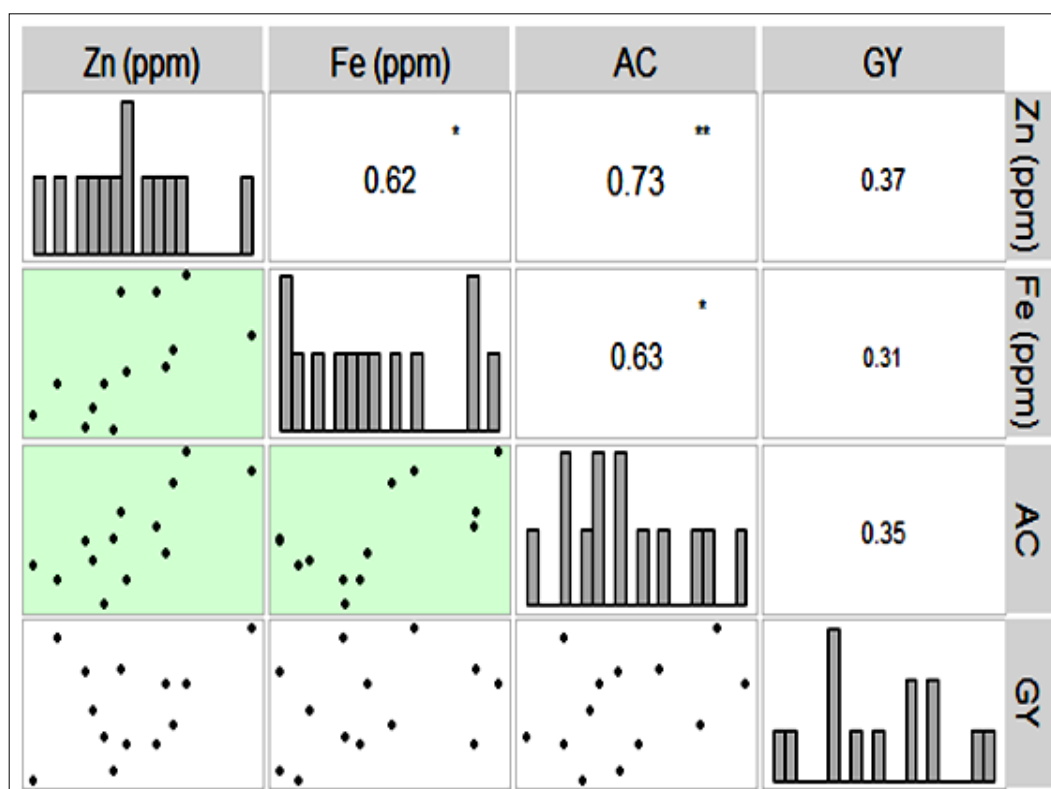 Zn (ppm) Fe (ppm) AC GY
* **
0.62 0.73 0.37
Zn (ppm)
*
0.63 0.31
Fe (ppm)
0.35
AC
GY